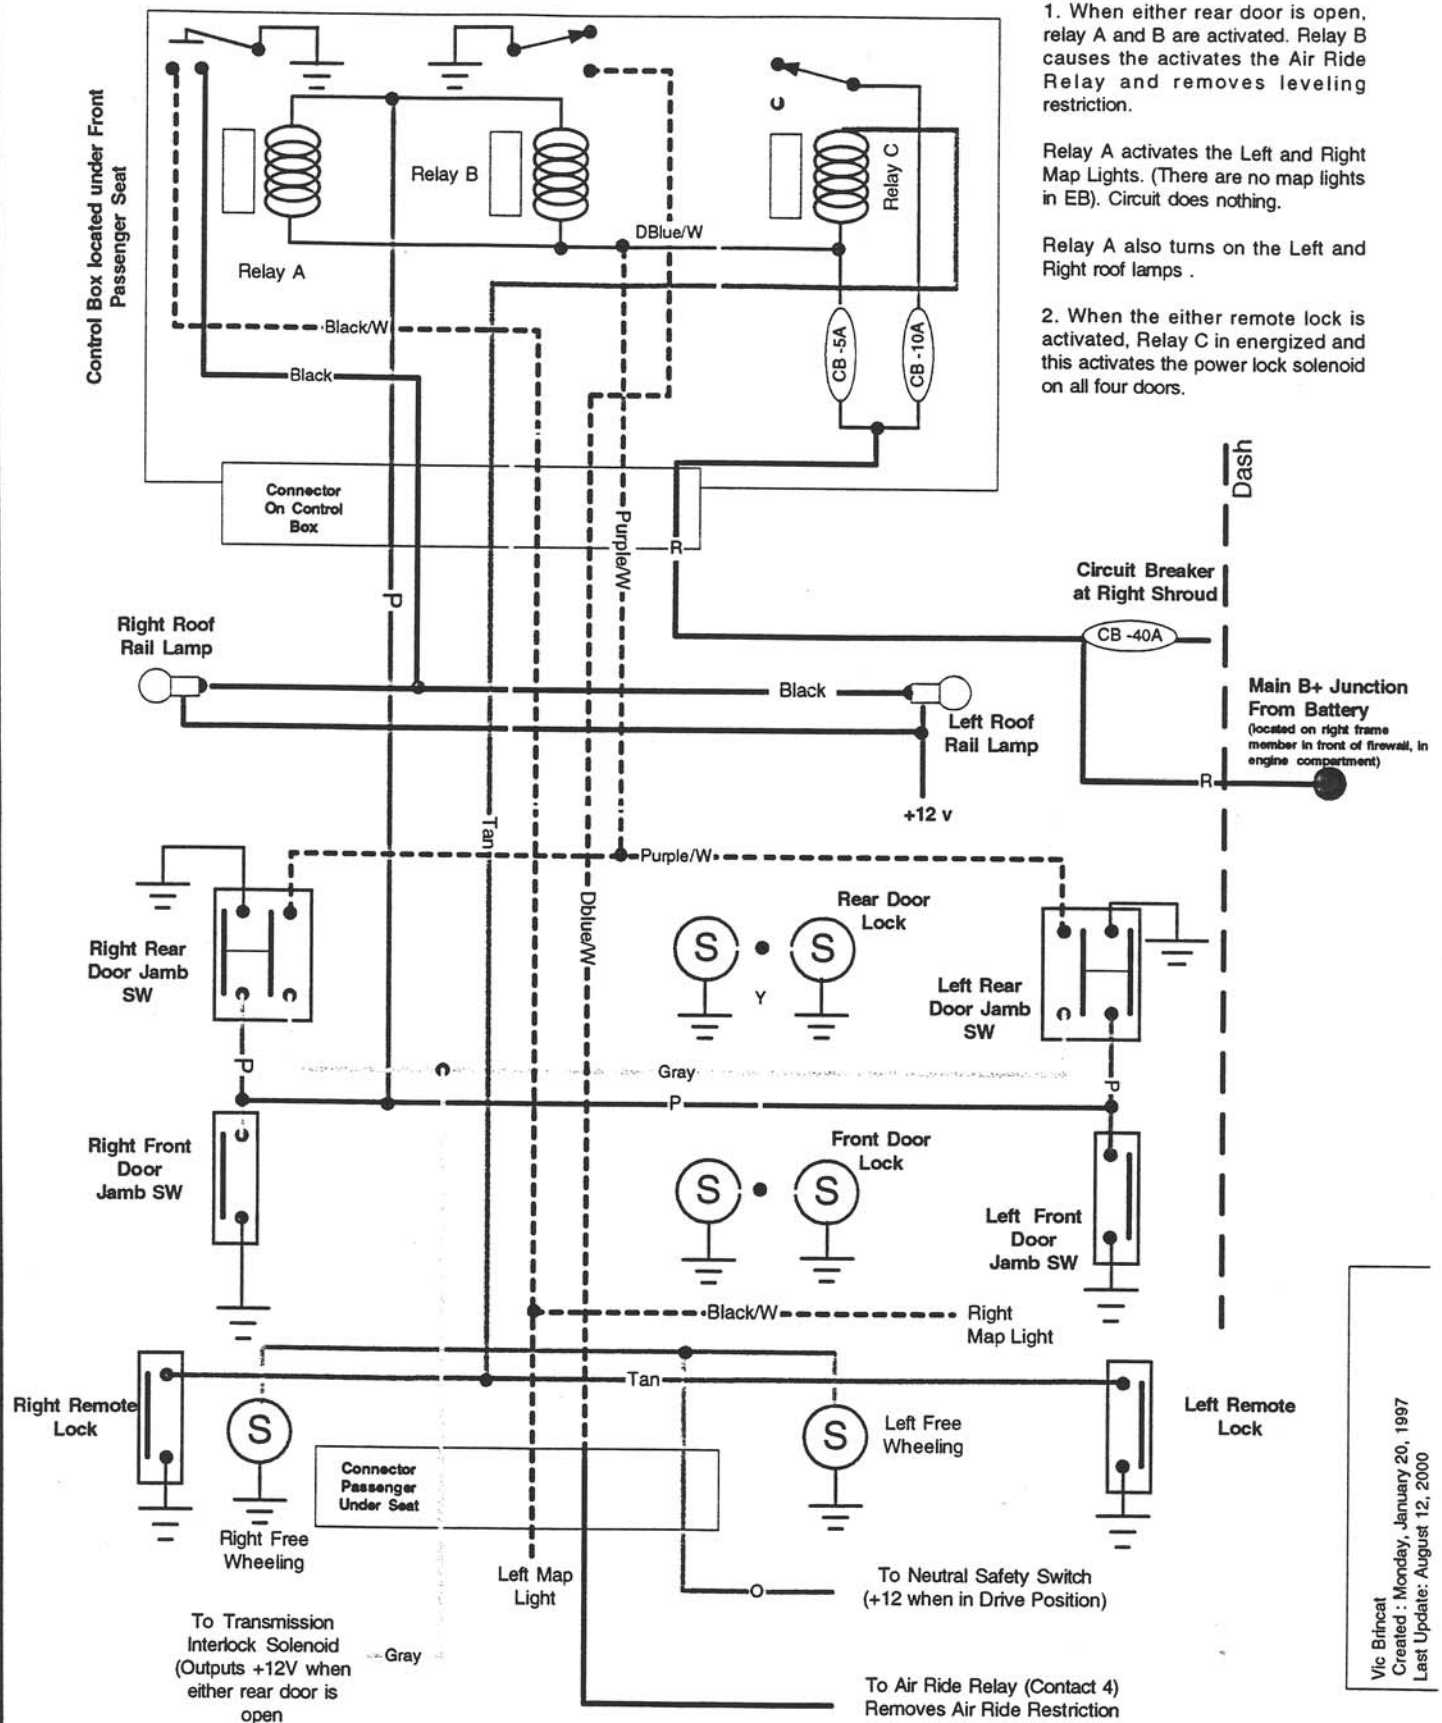 1. When either rear door is open,
relay A and B are activated. Relay B
causes the activates the Air Ride
Relay and removes leveling
restriction.
Relay A activates the Left and Right
Map Lights. (There are no map lights
in EB). Circuit does nothing.
Relay A also turns on the Left and
Right roof lamps .
2. When the either remote lock is
activated, Relay C in energized and
this activates the power lock solenoid
on all four doors.
Control Box located under Front
Passenger Seat
Relay B
Relay C
DBlue/W
Relay A
Black/W
Black
CB -5A
CB -10A
Connector
On Control
Box
Purple/W
R
P
Dash
Circuit Breaker
at Right Shroud
CB -40A
Right Roof
Rail Lamp
Black
Left Roof
Rail Lamp
+12 v
Main B+ Junction
From Battery
(located on right frame
member in front of firewall, in
engine compartment)
R
Tan
Purple/W
Dblue/W
Right Rear
Door Jamb
SW
Rear Door
Lock
S
S
Y
Left Rear
Door Jamb
SW
P
Gray
P
P
Right Front
Door
Jamb SW
Front Door
Lock
S
S
Left Front
Door
Jamb SW
Black/W
Right
Map Light
Tan
Right Remote
Lock
S
S
Left Free
Wheeling
Left Remote
Lock
Connector
Passenger
Under Seat
Right Free
Wheeling
Left Map
Light
O
To Neutral Safety Switch
(+12 when in Drive Position)
To Transmission
Interlock Solenoid
(Outputs +12V when
either rear door is
open
Gray
To Air Ride Relay (Contact 4)
Removes Air Ride Restriction
Vic Brincat
Created : Monday, January 20, 1997
Last Update: August 12, 2000